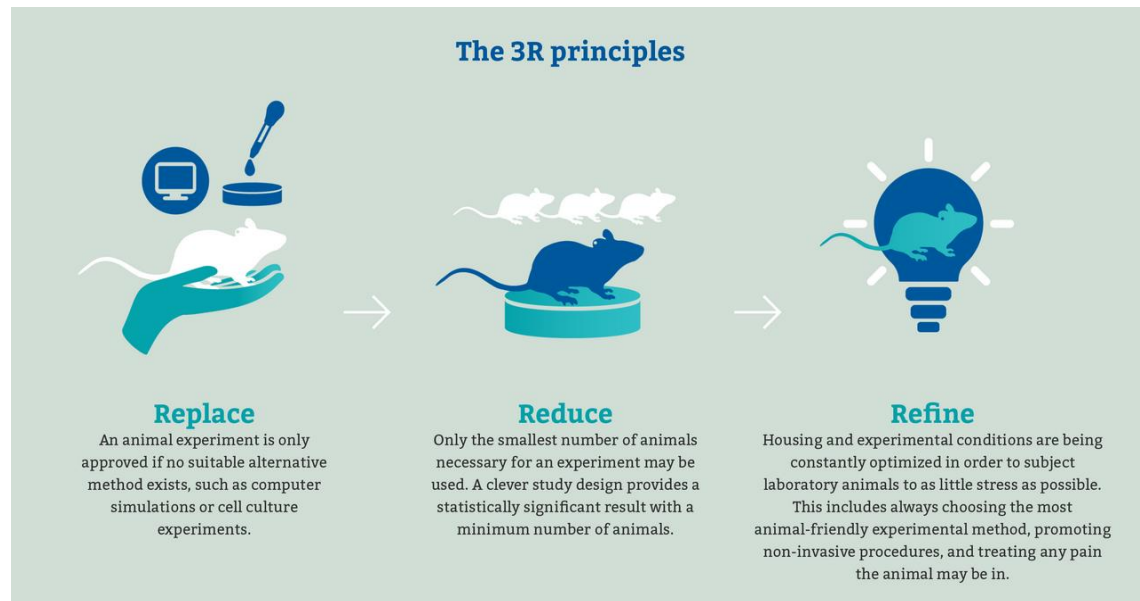 The 3R principles
Replace
An animal experiment is only
approved if no suitable alternative
method exists, such as computer
simulations or cell culture
experiments.
Reduce
Only the smallest number of animals
necessary for an experiment may be
used. A clever study design provides a
statistically significant result with a
minimum number of animals.
Refine
Housing and experimental conditions are being
constantly optimized in order to subject
laboratory animals to as little stress as possible.
This includes always choosing the most
animal-friendly experimental method, promoting
non-invasive procedures, and treating any pain
the animal may be in.